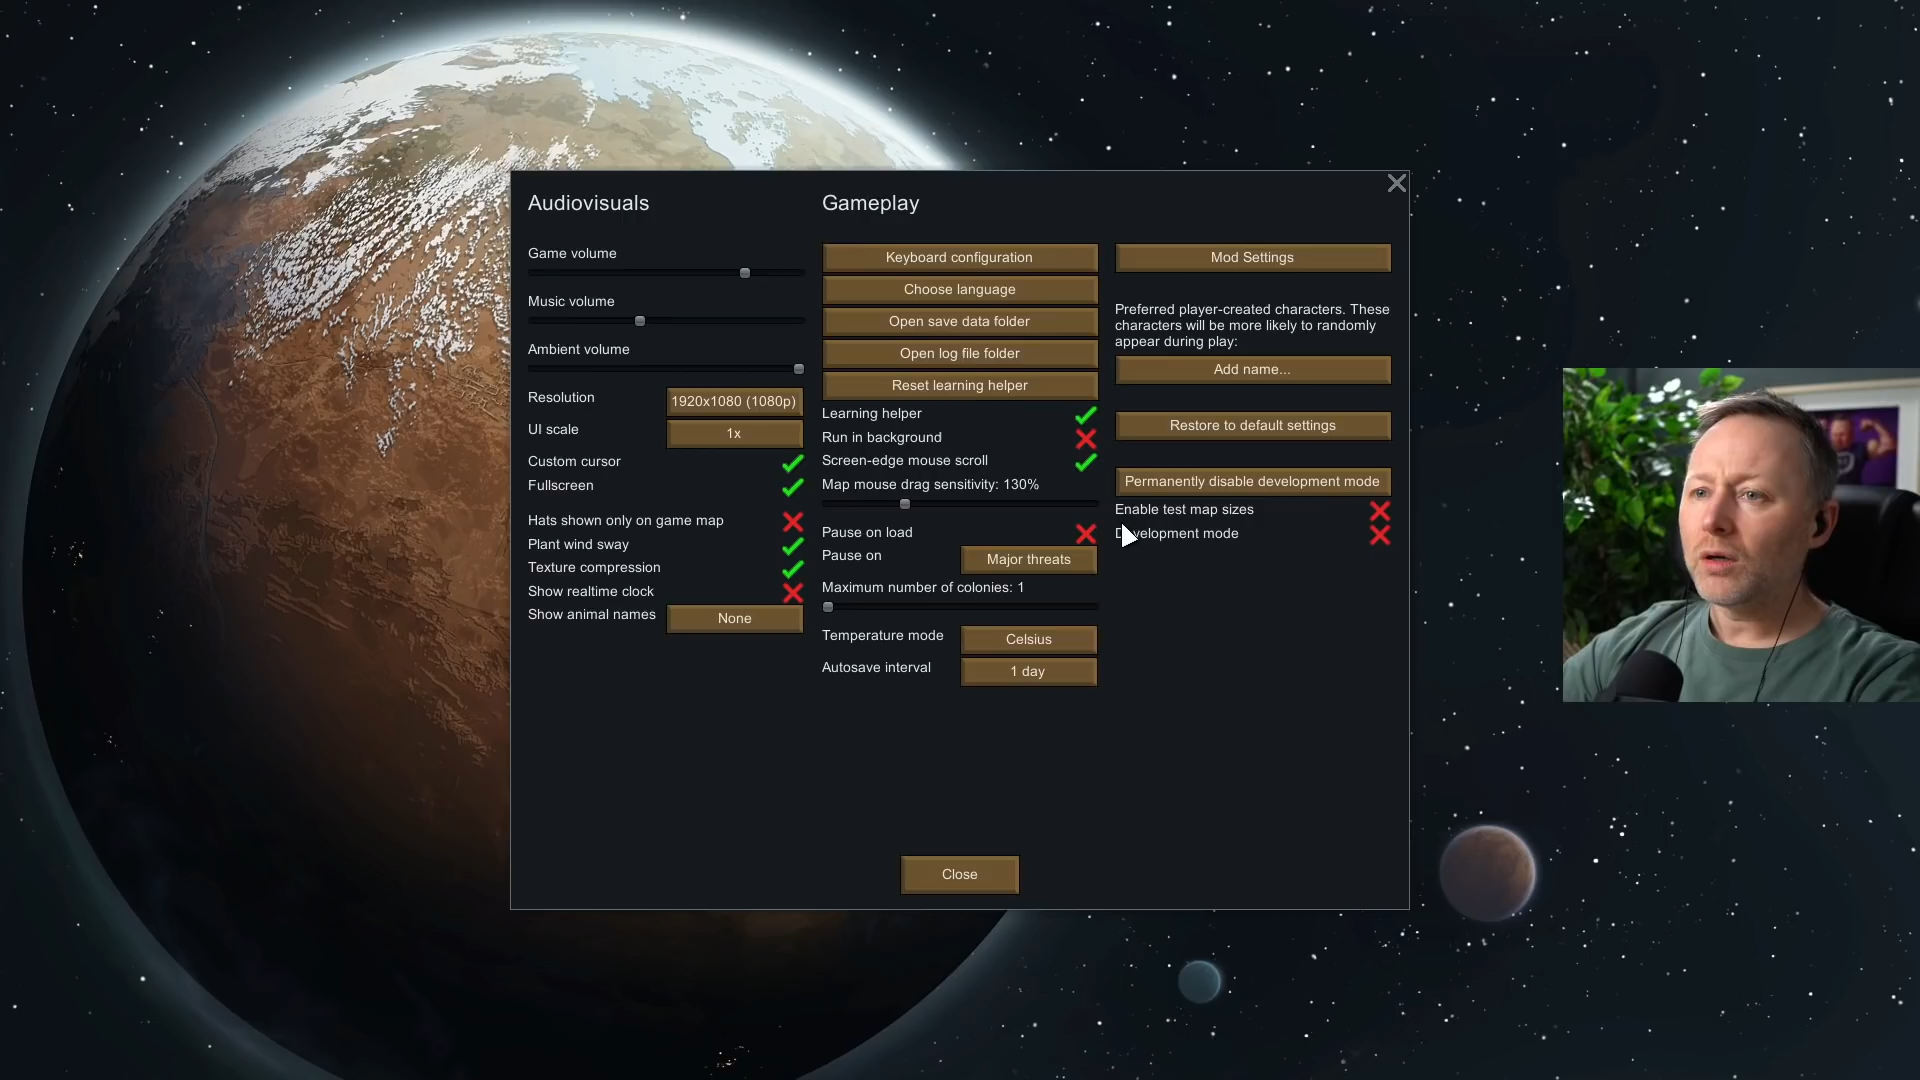 Audiovisuals
Game volume
Music volume
Ambient volume
Resolution
1920x1080 (1080p)
UI scale
1x
Custom cursor
Fullscreen
Hats shown only on game map
Plant wind sway
Texture compression
Show realtime clock
Show animal names
None
Gameplay
Keyboard configuration
Choose language
Open save data folder
Open log file folder
Reset learning helper
Learning helper
Run in background
Screen-edge mouse scroll
Map mouse drag sensitivity: 130%
Pause on load
Pause on
Major threats
Maximum number of colonies: 1
Temperature mode
Celsius
Autosave interval
1 day
Mod Settings
Preferred player-created characters. These
characters will be more likely to randomly
appear during play:
Add name...
Restore to default settings
Permanently disable development mode
Enable test map sizes
Development mode
Close